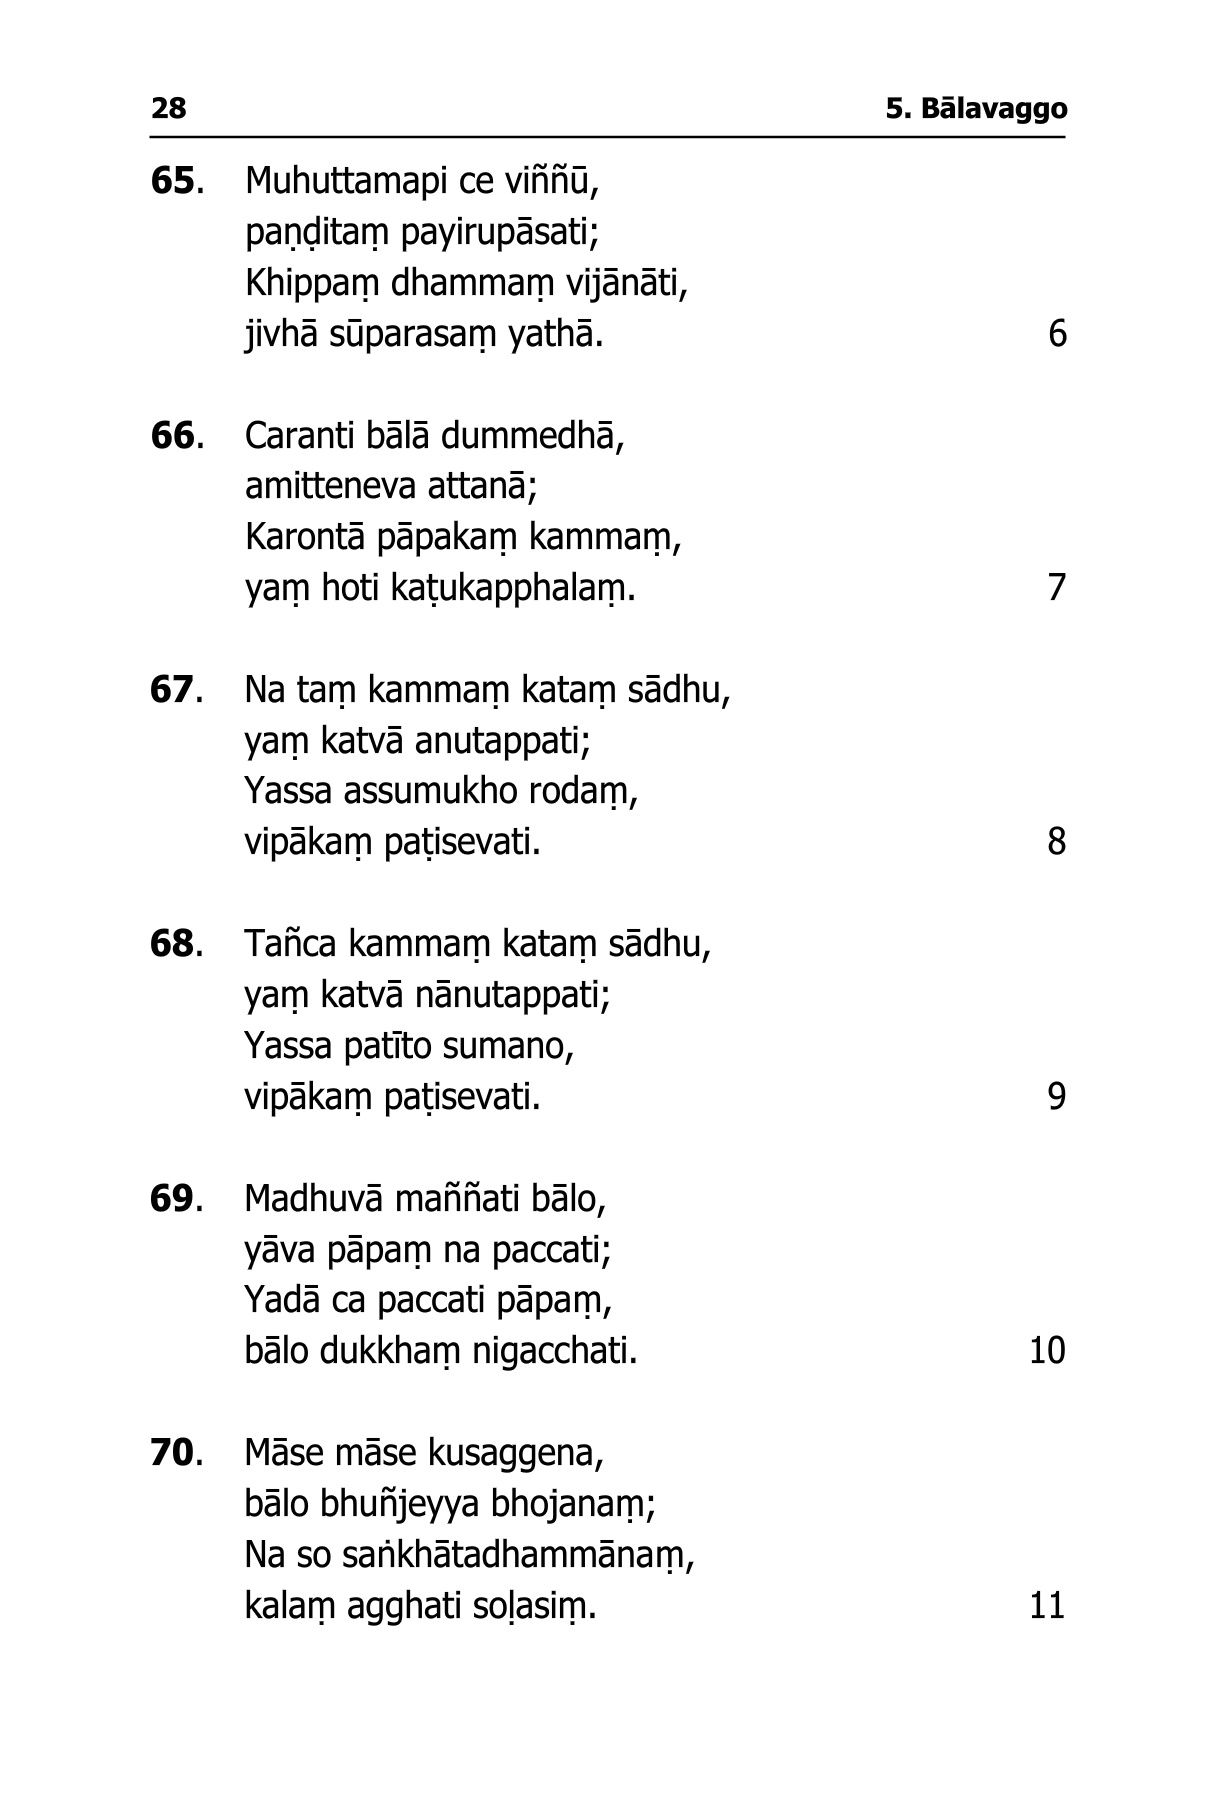 28 5. Bālavaggo
65. Muhuttamapi ce viññū,
paṇḍitaṃ payirupāsati;
Khippaṃ dhammaṃ vijānāti,
jivhā sūparasaṃ yathā. 6
66. Caranti bālā dummedhā,
amitteneva attanā;
Karontā pāpakaṃ kammaṃ,
yaṃ hoti kaṭukapphalaṃ. 7
67. Na taṃ kammaṃ kataṃ sādhu,
yaṃ katvā anutappati;
Yassa assumukho rodaṃ,
vipākaṃ paṭisevati. 8
68. Tañca kammaṃ kataṃ sādhu,
yaṃ katvā nānutappati;
Yassa patīto sumano,
vipākaṃ paṭisevati. 9
69. Madhuvā maññati bālo,
yāva pāpaṃ na paccati;
Yadā ca paccati pāpaṃ,
bālo dukkhaṃ nigacchati. 10
70. Māse māse kusaggena,
bālo bhuñjeyya bhojanaṃ;
Na so saṅkhātadhammānaṃ,
kalaṃ agghati soḷasiṃ. 11